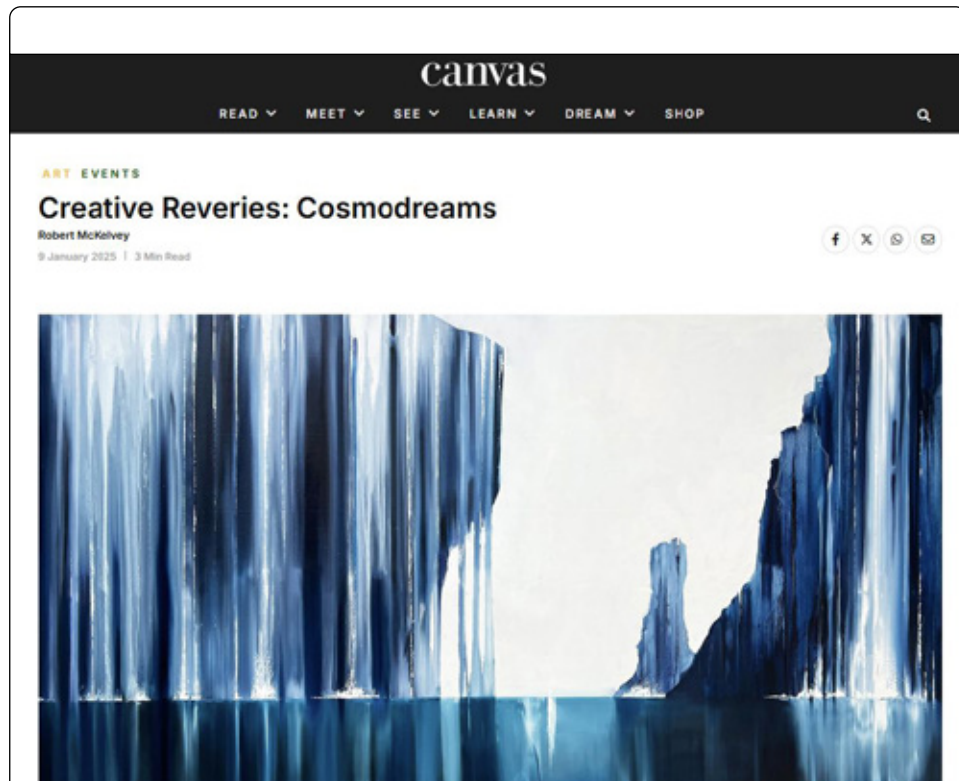 canvas
READ MEET SEE LEARN DREAM SHOP
ART EVENTS
Creative Reveries: Cosmodreams
Robert McKelvey
9 January 2025 | 3 Min Read